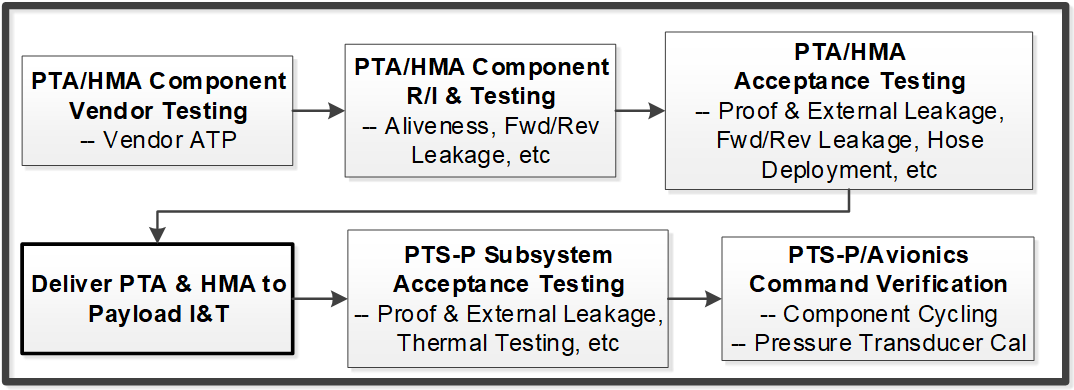 PTA/HMA Component
Vendor Testing
-- Vendor ATP
PTA/HMA Component
R/I & Testing
-- Aliveness, Fwd/Rev
Leakage, etc
PTA/HMA
Acceptance Testing
-- Proof & External Leakage,
Fwd/Rev Leakage, Hose
Deployment, etc
Deliver PTA & HMA to
Payload I&T
PTS-P Subsystem
Acceptance Testing
-- Proof & External Leakage,
Thermal Testing, etc
PTS-P/Avionics
Command Verification
-- Component Cycling
-- Pressure Transducer Cal